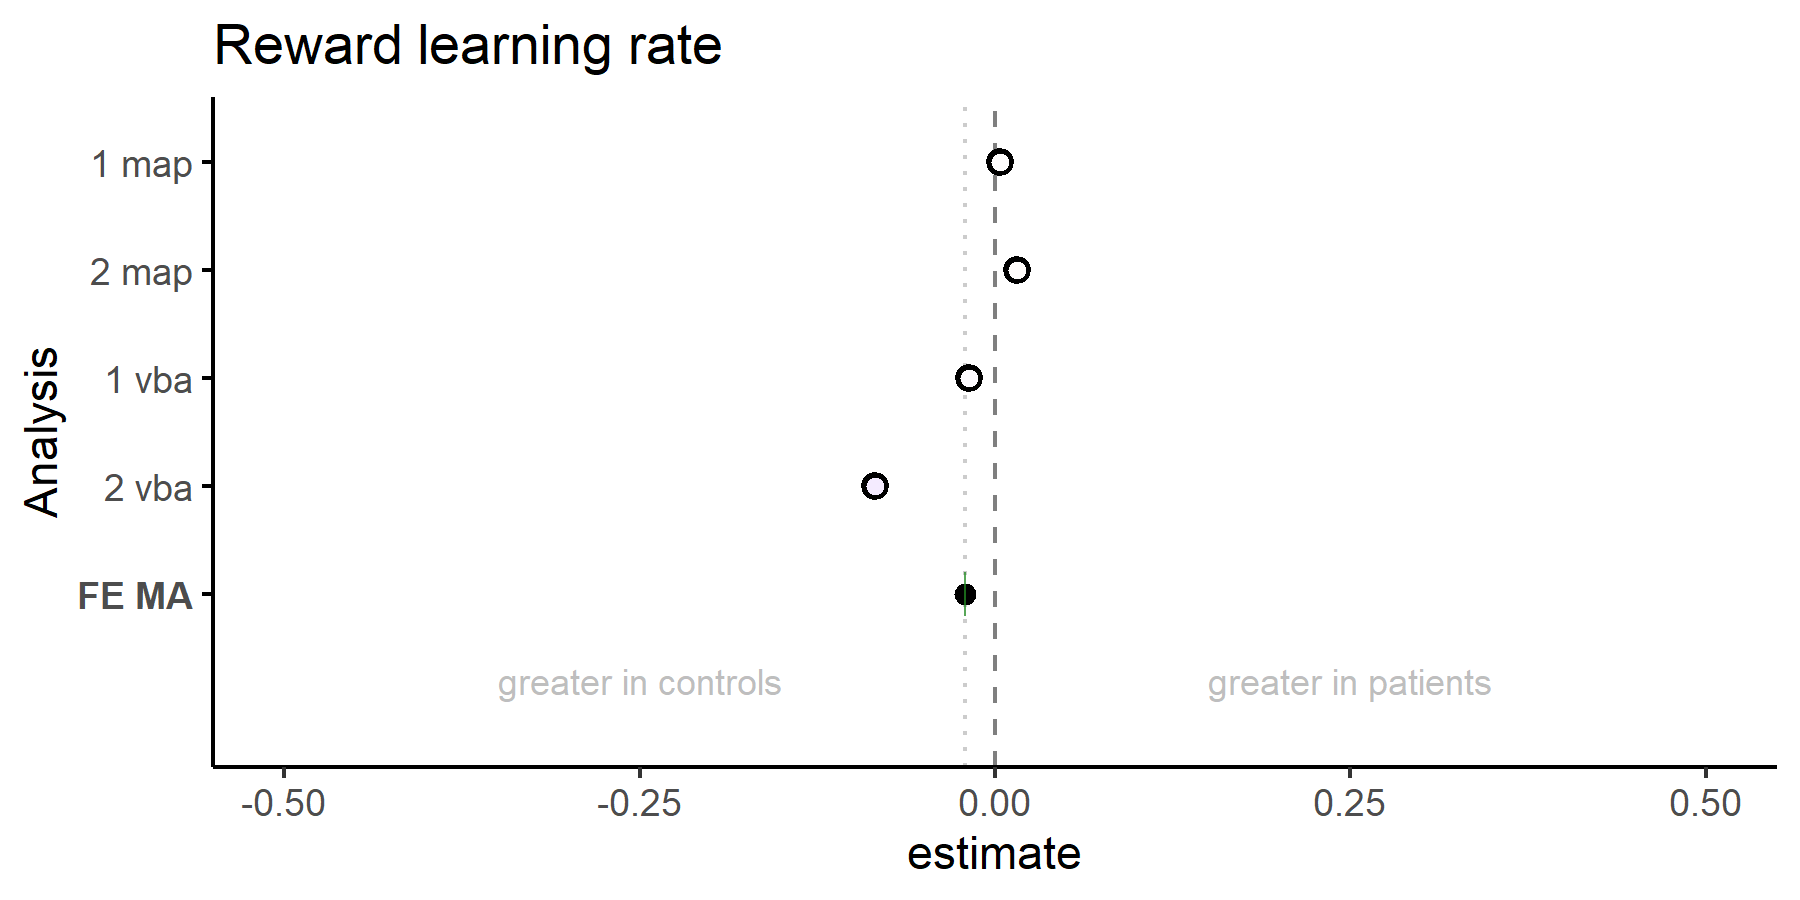 Reward learning rate
Analysis
1 map
2 map
1 vba
2 vba
FE MA
greater in controls
greater in patients
-0.50
-0.25
0.00
0.25
0.50
estimate